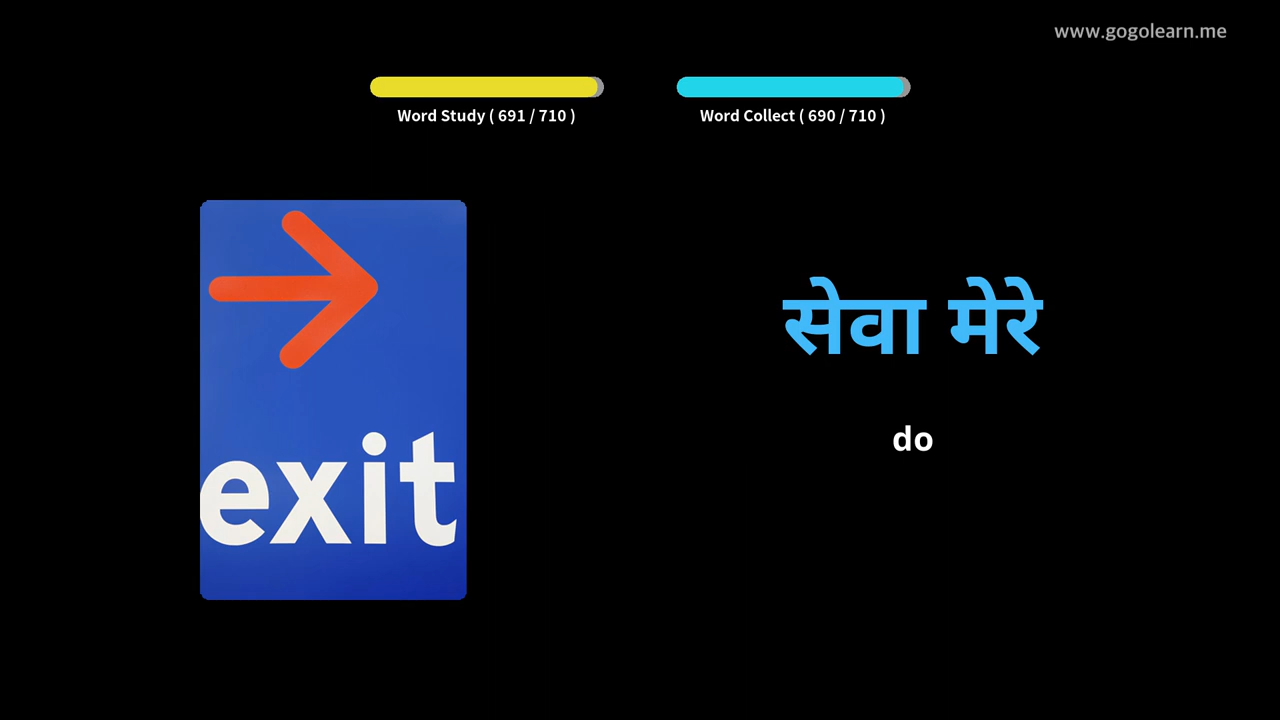 www.gogolearn.me
Word Study ( 691 / 710 )
Word Collect ( 690 / 710 )
exit
सेवा मेरे
do